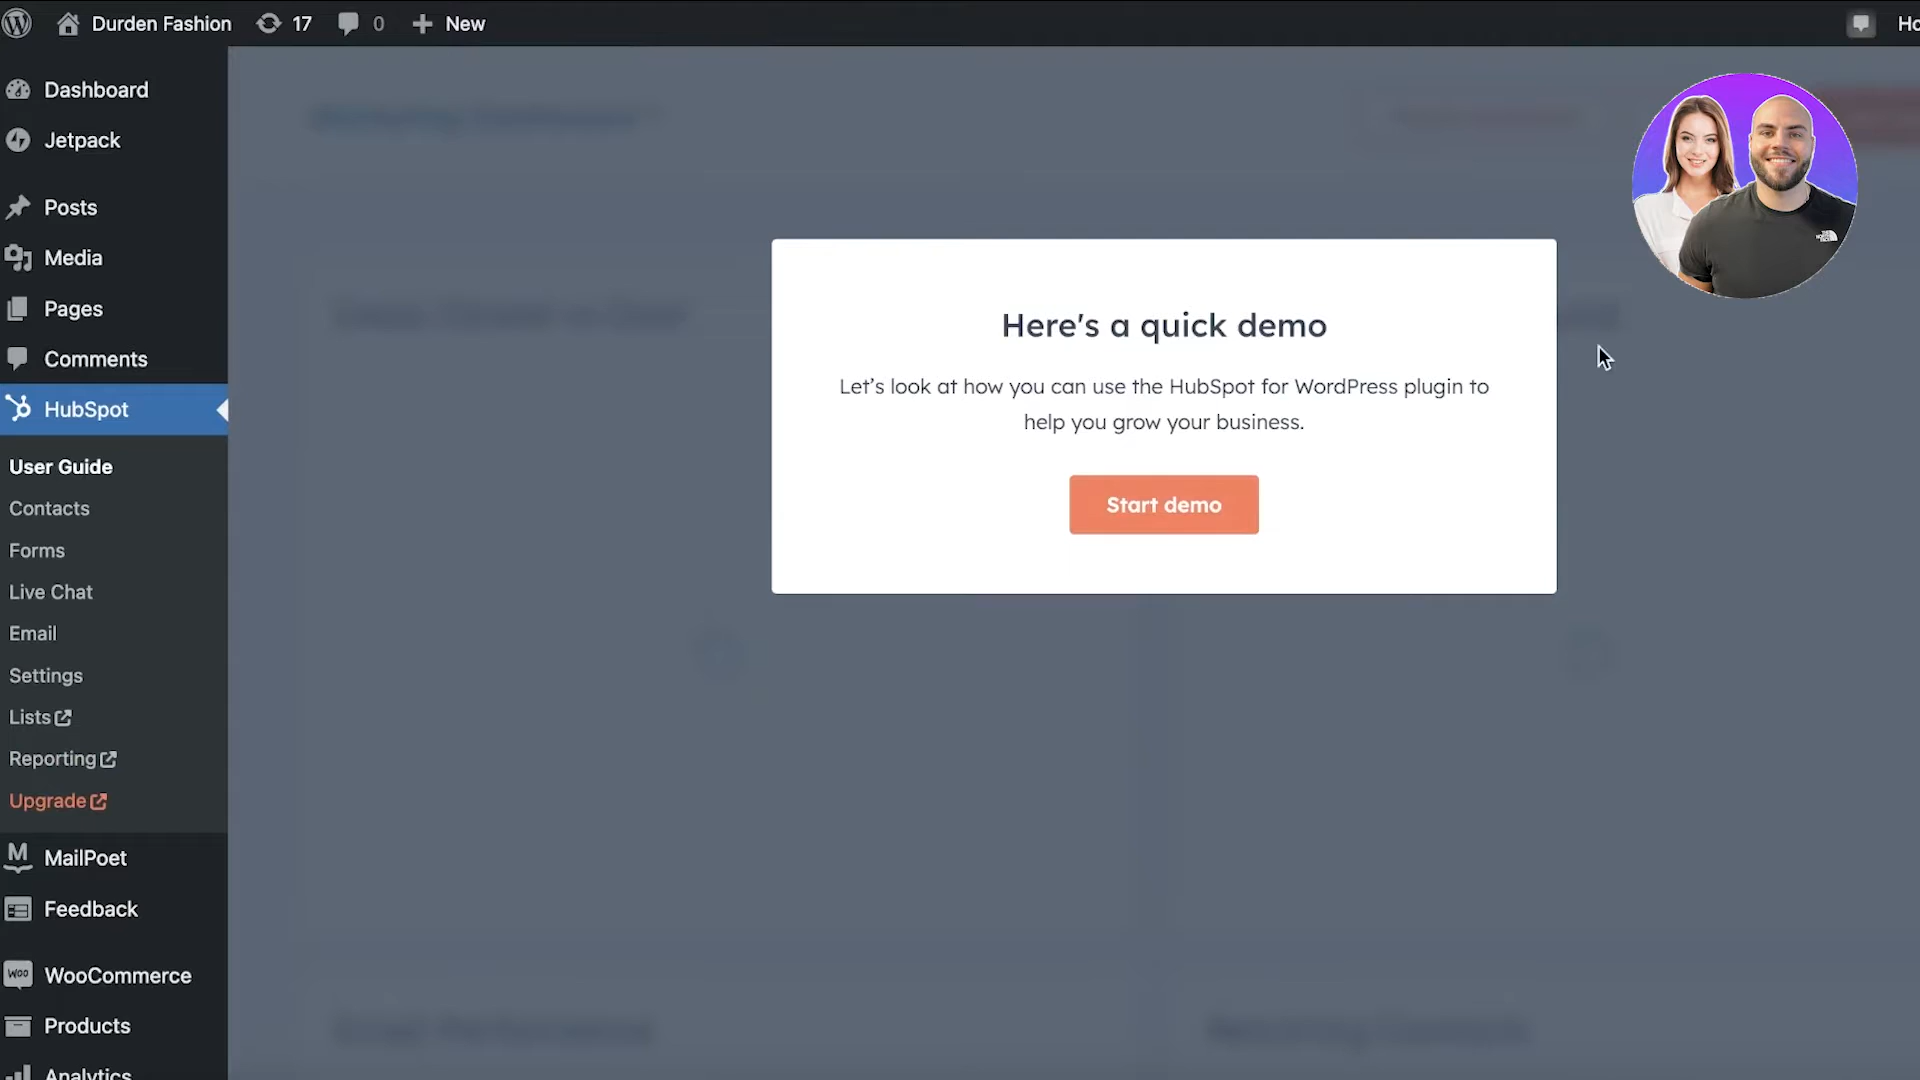 Durden Fashion 17 0 New Ho
Dashboard
Jetpack
Posts
Media
Pages
Comments
HubSpot
User Guide
Contacts
Forms
Live Chat
Email
Settings
Lists
Reporting
Upgrade
MailPoet
Feedback
WooCommerce
Products
Analytics
Here's a quick demo
Let's look at how you can use the HubSpot for WordPress plugin to
help you grow your business.
Start demo